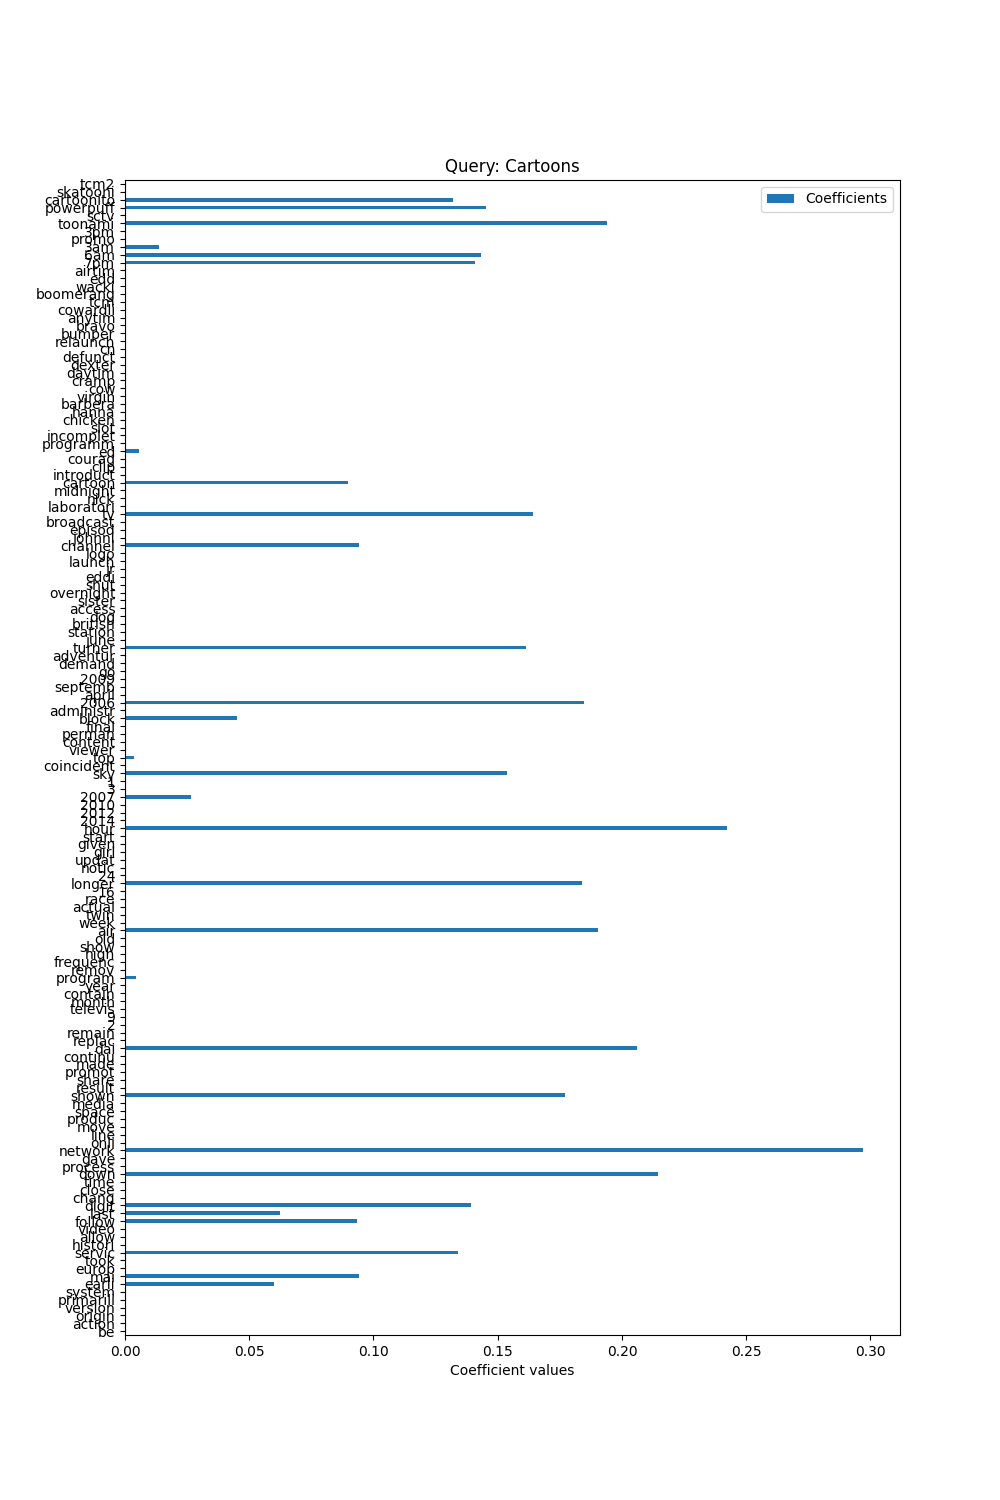 Query: Cartoons
Coefficients
tcm2
skatooni
cartoonito
powerpuff
sctv
toonami
3pm
promo
3am
6am
7pm
airtim
edd
wacki
boomerang
tcm
cowardli
anytim
bravo
bumper
relaunch
cn
defunct
dexter
daytim
cramp
cow
virgin
barbera
hanna
chicken
slot
incomplet
programm
ed
courag
clip
introduct
cartoon
midnight
nick
laboratori
tv
broadcast
episod
johnni
channel
logo
launch
jr
eddi
shut
overnight
sister
access
dog
british
station
june
turner
adventur
demand
go
2009
septemb
april
2006
administr
block
final
perman
content
viewer
top
coincident
sky
1
3
2007
2010
2012
2014
hour
start
given
girl
updat
notic
24
longer
16
race
actual
twin
week
air
old
show
high
frequenc
remov
program
year
contain
month
televis
9
2
remain
replac
dai
continu
made
promot
share
result
shown
media
space
produc
move
line
onli
network
gave
process
down
time
close
chang
digit
last
follow
video
allow
histori
servic
took
europ
mai
earli
system
primarili
version
origin
action
be
0.00 0.05 0.10 0.15 0.20 0.25 0.30
Coefficient values